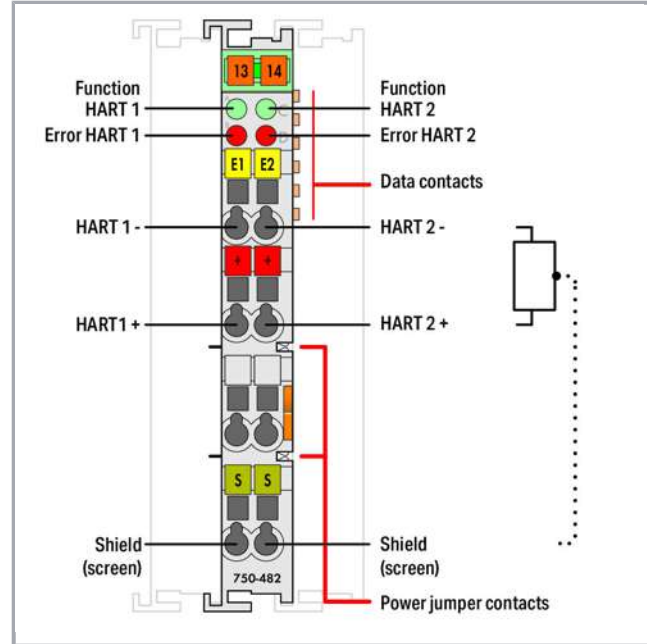 13 14
Function
HART 1
Function
HART 2
C
Error HART 1
Error HART 2
D
E1 E2
Data contacts
HART 1 -
HART 2 -
+ +
HART1 +
HART 2 +
S S
Shield
(screen)
Shield
(screen)
750-482
Power jumper contacts